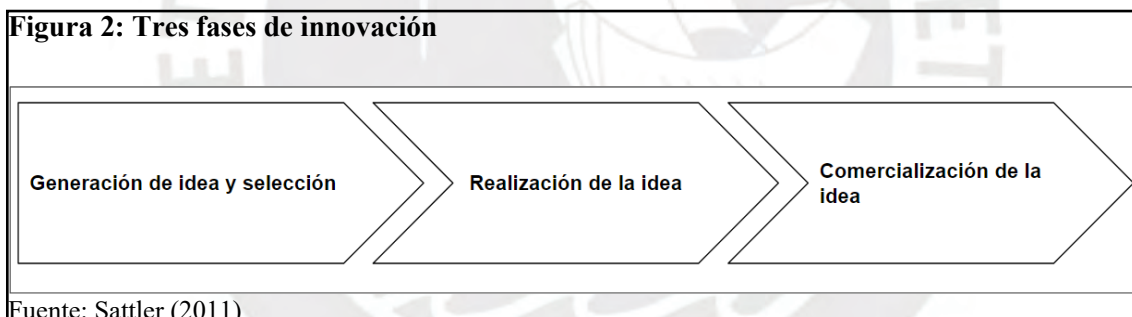 Figura 2: Tres fases de innovación
Generación de idea y selección
Realización de la idea
Comercialización de la
idea
Fuente: Sattler (2011)